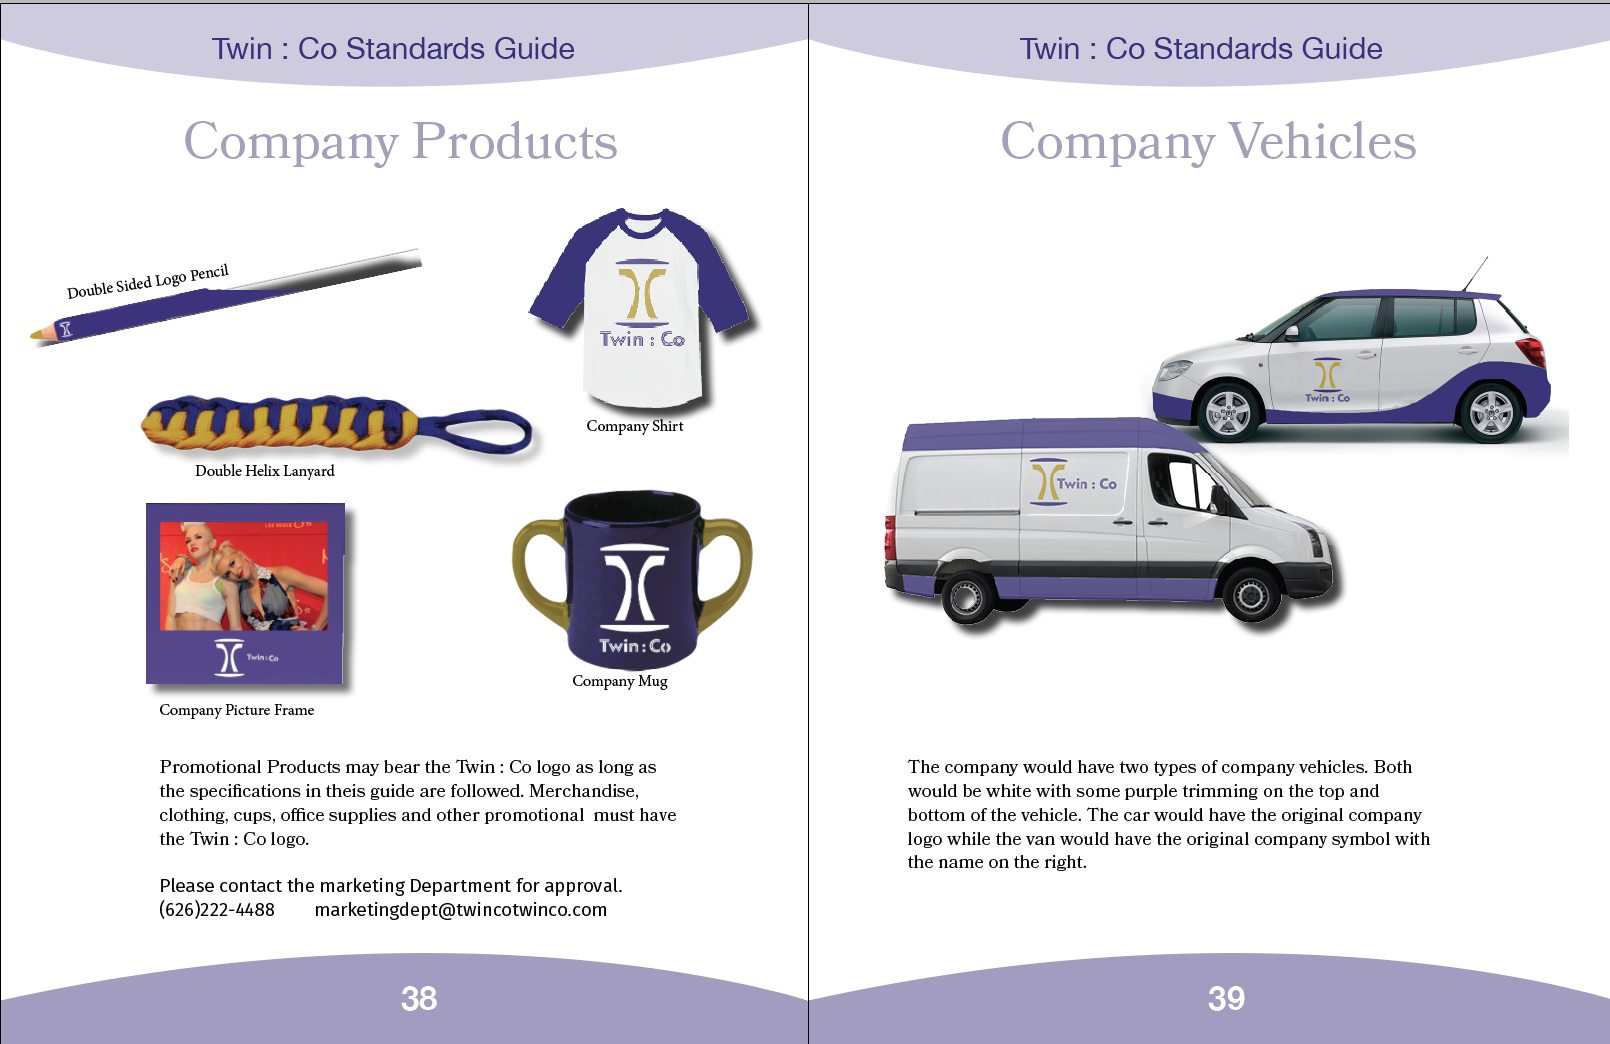 Twin : Co Standards Guide
Company Products
Double Sided Logo Pencil
Twin : Co
Company Shirt
Double Helix Lanyard
LAS VEGAS
Twin : Co
Company Picture Frame
Twin : Co
Company Mug
Promotional Products may bear the Twin : Co logo as long as
the specifications in theis guide are followed. Merchandise,
clothing, cups, office supplies and other promotional  must have
the Twin : Co logo.
Please contact the marketing Department for approval.
(626)222-4488 marketingdept@twincotwinco.com
38
Twin : Co Standards Guide
Company Vehicles
Twin : Co
Twin : Co
The company would have two types of company vehicles. Both
would be white with some purple trimming on the top and
bottom of the vehicle. The car would have the original company
logo while the van would have the original company symbol with
the name on the right.
39